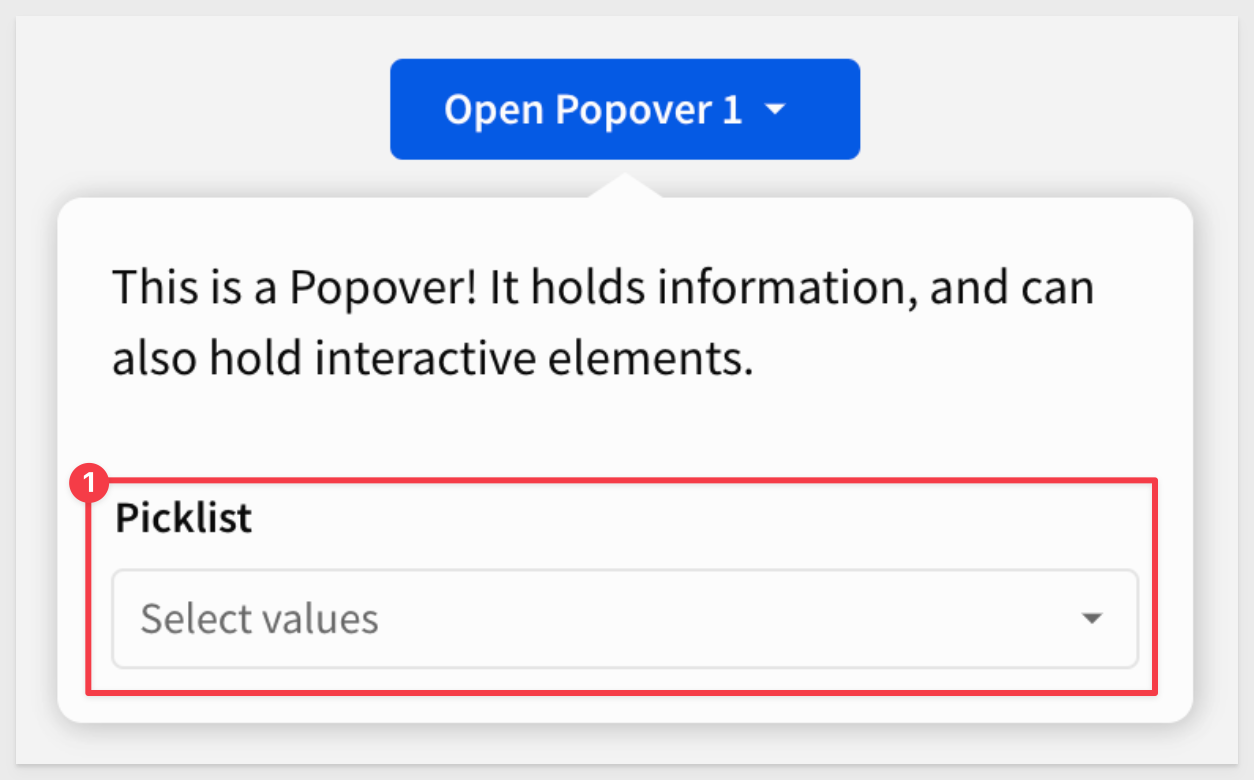 Open Popover 1
This is a Popover! It holds information, and can
also hold interactive elements.
1
Picklist
Select values